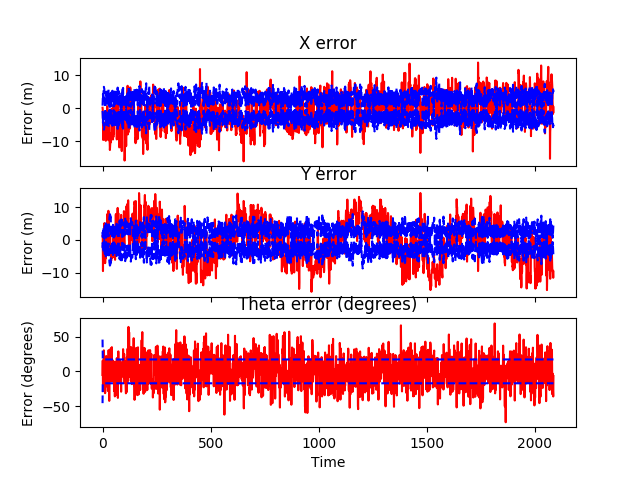 X error
10
0
−10
Error (m)
Y error
10
0
−10
Error (m)
Theta error (degrees)
50
0
−50
Error (degrees)
0 500 1000 1500 2000
Time